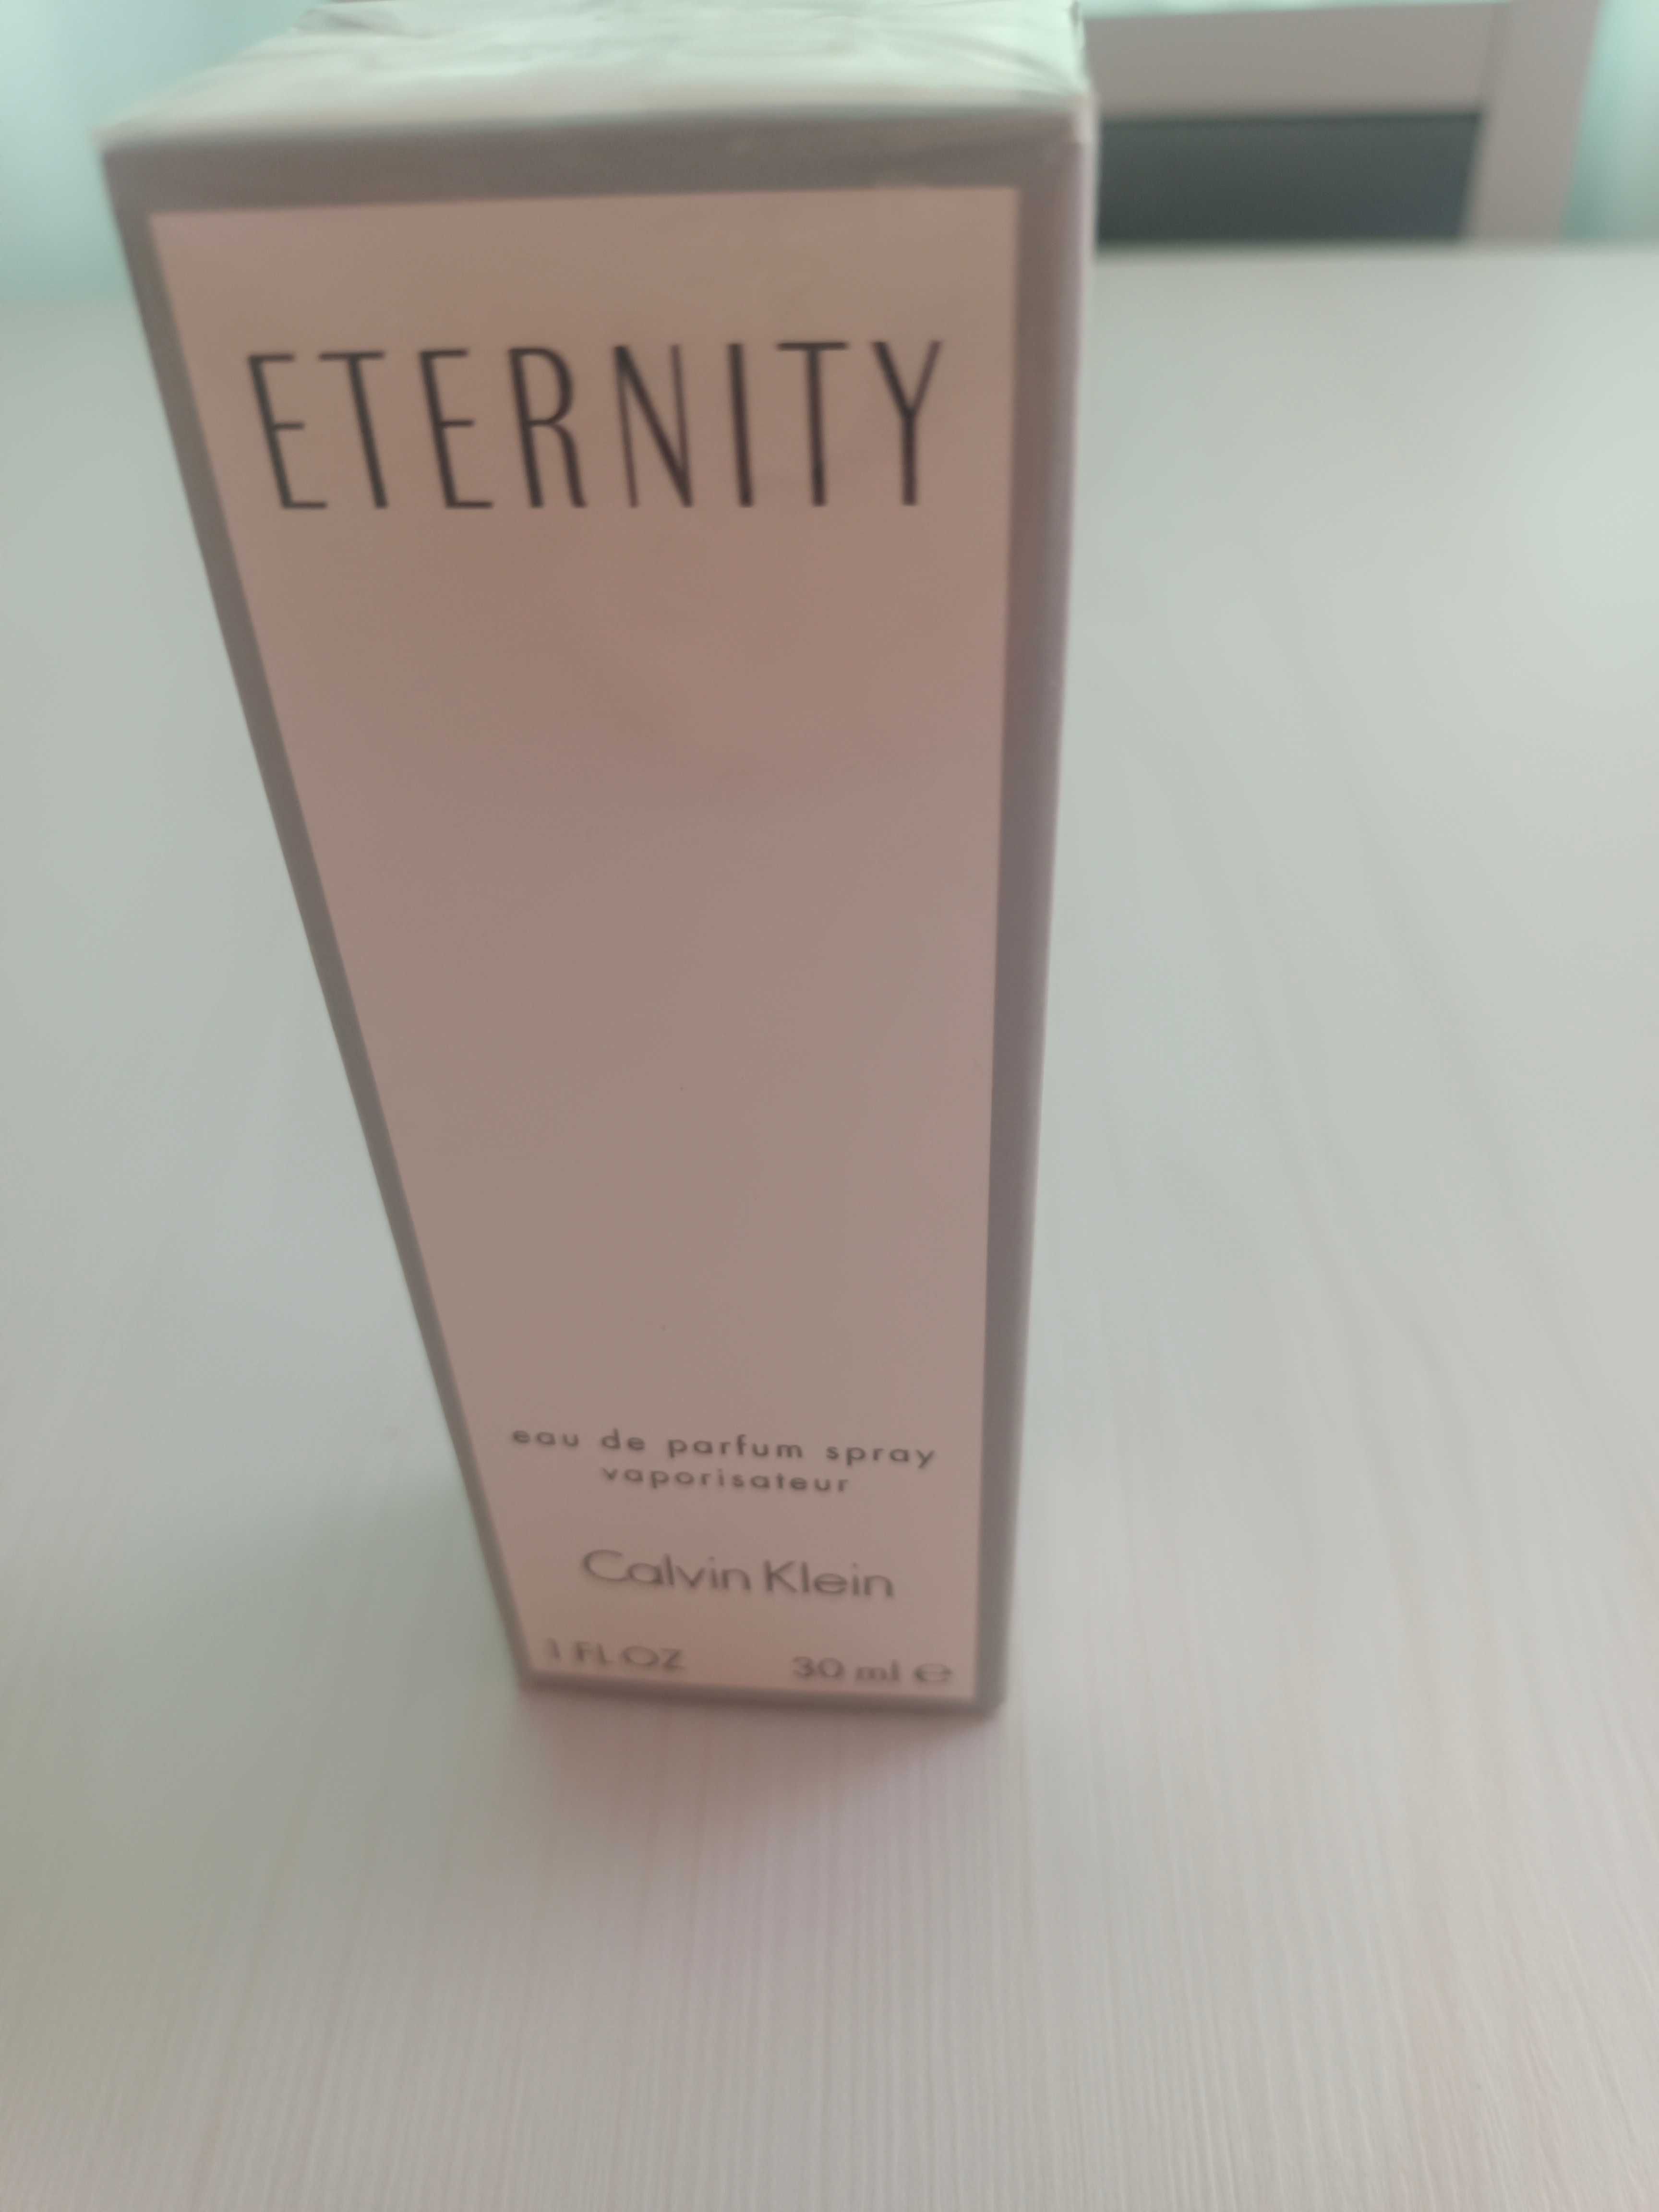 ETERNITY
eau de parfum spray
vaporisateur
Calvin Klein
1 FL OZ 30 ml ℮